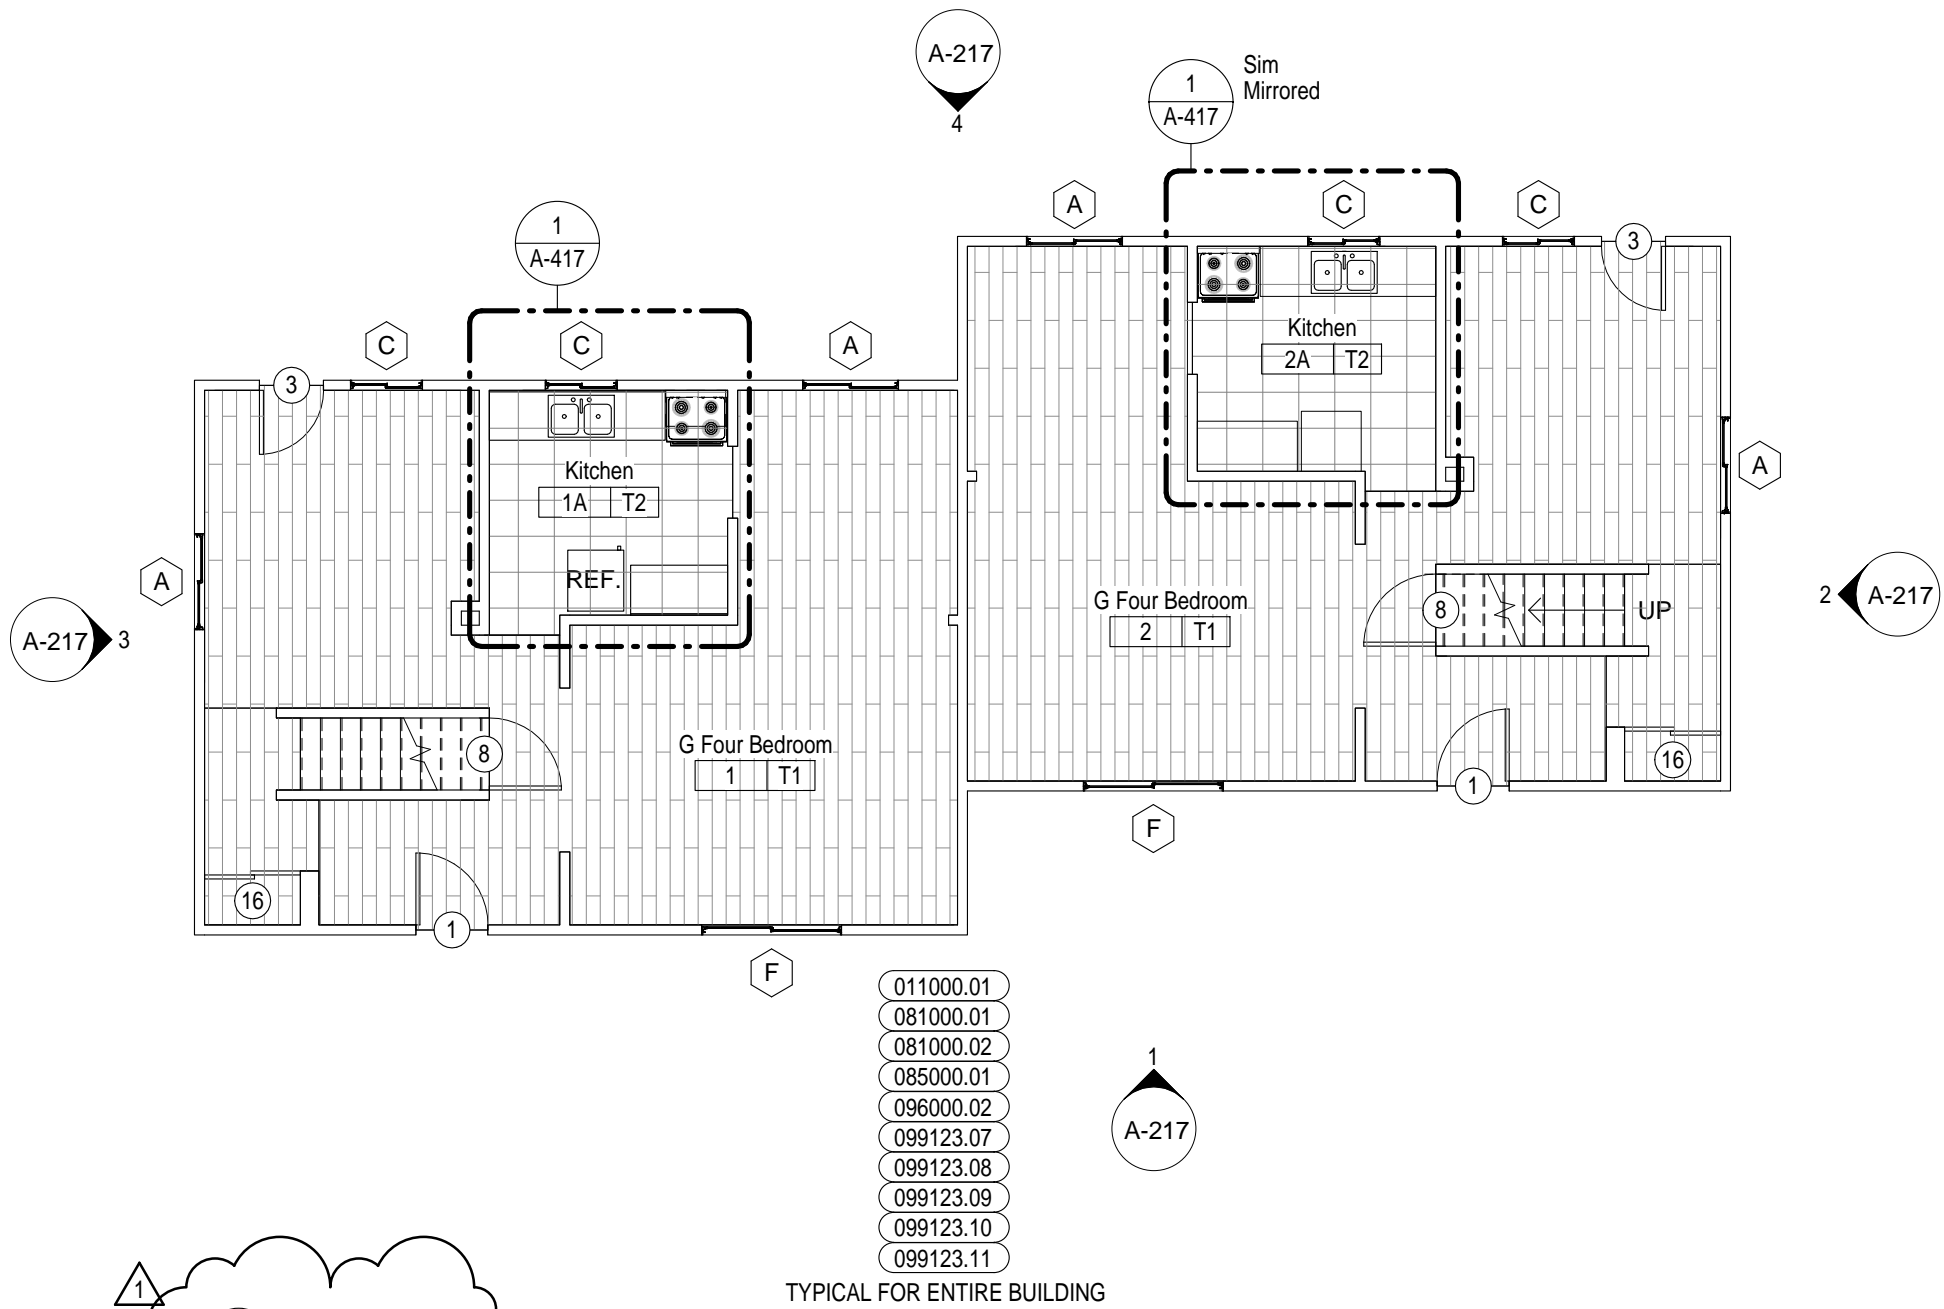 A-217
4
1
A-417
Sim
Mirrored
A
C
C
3
1
A-417
C
C
A
3
Kitchen
2A T2
A
Kitchen
1A T2
REF.
A
A-217 3
G Four Bedroom
2 T1
8
UP
2 A-217
8
G Four Bedroom
1 T1
16
1
F
16
1
F
011000.01
081000.01
081000.02
085000.01
096000.02
099123.07
099123.08
099123.09
099123.10
099123.11
TYPICAL FOR ENTIRE BUILDING
1
A-217
1